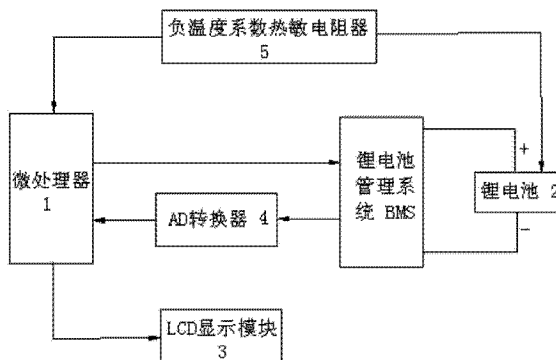 负温度系数热敏电阻器
5
微处理器
1
锂电池
管理系
统 BMS
+
锂电池 2
-
AD转换器 4
LCD显示模块
3